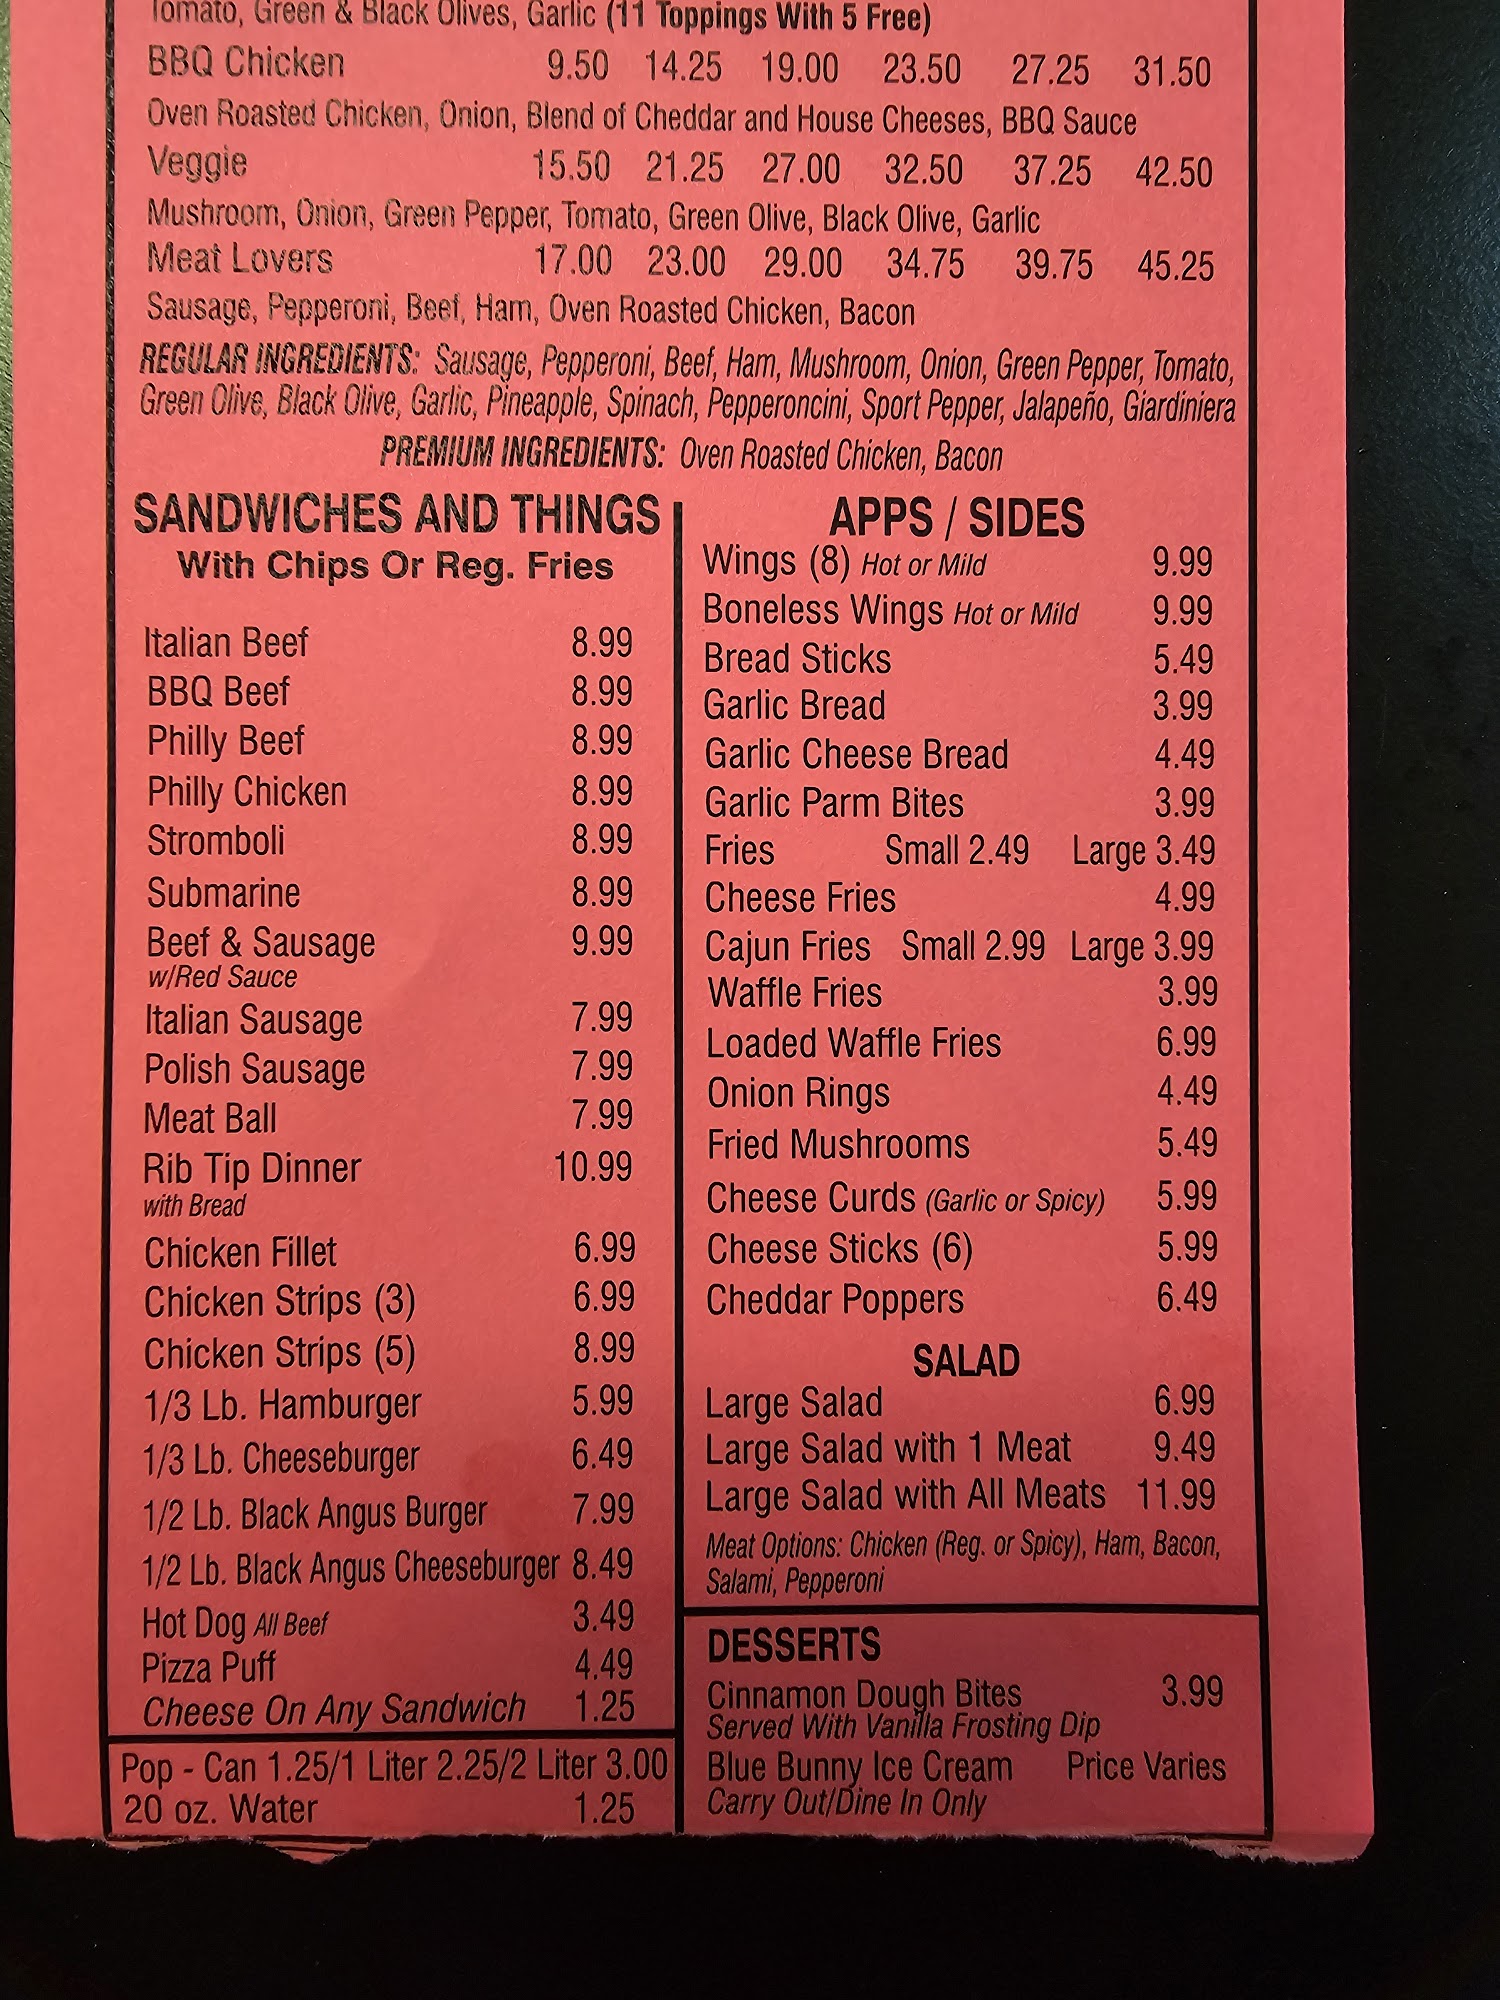 Tomato, Green & Black Olives, Garlic (11 Toppings With 5 Free)
BBQ Chicken 9.50 14.25 19.00 23.50 27.25 31.50
Oven Roasted Chicken, Onion, Blend of Cheddar and House Cheeses, BBQ Sauce
Veggie 15.50 21.25 27.00 32.50 37.25 42.50
Mushroom, Onion, Green Pepper, Tomato, Green Olive, Black Olive, Garlic
Meat Lovers 17.00 23.00 29.00 34.75 39.75 45.25
Sausage, Pepperoni, Beef, Ham, Oven Roasted Chicken, Bacon
REGULAR INGREDIENTS: Sausage, Pepperoni, Beef, Ham, Mushroom, Onion, Green Pepper, Tomato,
Green Olive, Black Olive, Garlic, Pineapple, Spinach, Pepperoncini, Sport Pepper, Jalapeño, Giardiniera
PREMIUM INGREDIENTS: Oven Roasted Chicken, Bacon
SANDWICHES AND THINGS
With Chips Or Reg. Fries
Italian Beef 8.99
BBQ Beef 8.99
Philly Beef 8.99
Philly Chicken 8.99
Stromboli 8.99
Submarine 8.99
Beef & Sausage 9.99
w/Red Sauce
Italian Sausage 7.99
Polish Sausage 7.99
Meat Ball 7.99
Rib Tip Dinner 10.99
with Bread
Chicken Fillet 6.99
Chicken Strips (3) 6.99
Chicken Strips (5) 8.99
1/3 Lb. Hamburger 5.99
1/3 Lb. Cheeseburger 6.49
1/2 Lb. Black Angus Burger 7.99
1/2 Lb. Black Angus Cheeseburger 8.49
Hot Dog All Beef 3.49
Pizza Puff 4.49
Cheese On Any Sandwich 1.25
Pop - Can 1.25/1 Liter 2.25/2 Liter 3.00
20 oz. Water 1.25
APPS / SIDES
Wings (8) Hot or Mild 9.99
Boneless Wings Hot or Mild 9.99
Bread Sticks 5.49
Garlic Bread 3.99
Garlic Cheese Bread 4.49
Garlic Parm Bites 3.99
Fries Small 2.49 Large 3.49
Cheese Fries 4.99
Cajun Fries Small 2.99 Large 3.99
Waffle Fries 3.99
Loaded Waffle Fries 6.99
Onion Rings 4.49
Fried Mushrooms 5.49
Cheese Curds (Garlic or Spicy) 5.99
Cheese Sticks (6) 5.99
Cheddar Poppers 6.49
SALAD
Large Salad 6.99
Large Salad with 1 Meat 9.49
Large Salad with All Meats 11.99
Meat Options: Chicken (Reg. or Spicy), Ham, Bacon,
Salami, Pepperoni
DESSERTS
Cinnamon Dough Bites 3.99
Served With Vanilla Frosting Dip
Blue Bunny Ice Cream Price Varies
Carry Out/Dine In Only